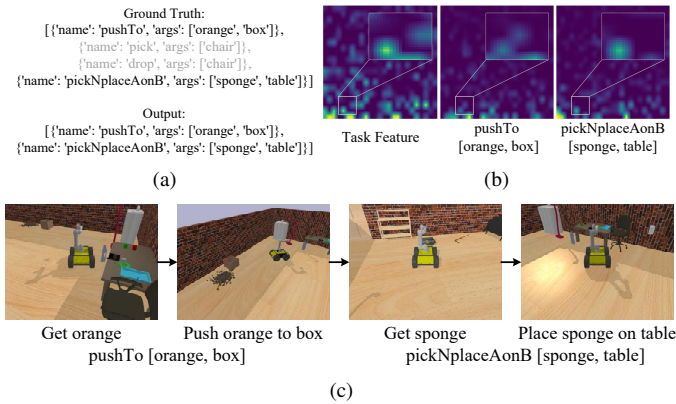 Ground Truth:
[{'name': 'pushTo', 'args': ['orange', 'box']},
{'name': 'pick', 'args': ['chair']},
{'name': 'drop', 'args': ['chair']},
{'name': 'pickNplaceAonB', 'args': ['sponge', 'table']}]
Output:
[{'name': 'pushTo', 'args': ['orange', 'box']},
{'name': 'pickNplaceAonB', 'args': ['sponge', 'table']}]
(a)
Task Feature
pushTo
[orange, box]
pickNplaceAonB
[sponge, table]
(b)
Get orange
Push orange to box
pushTo [orange, box]
Get sponge
Place sponge on table
pickNplaceAonB [sponge, table]
(c)